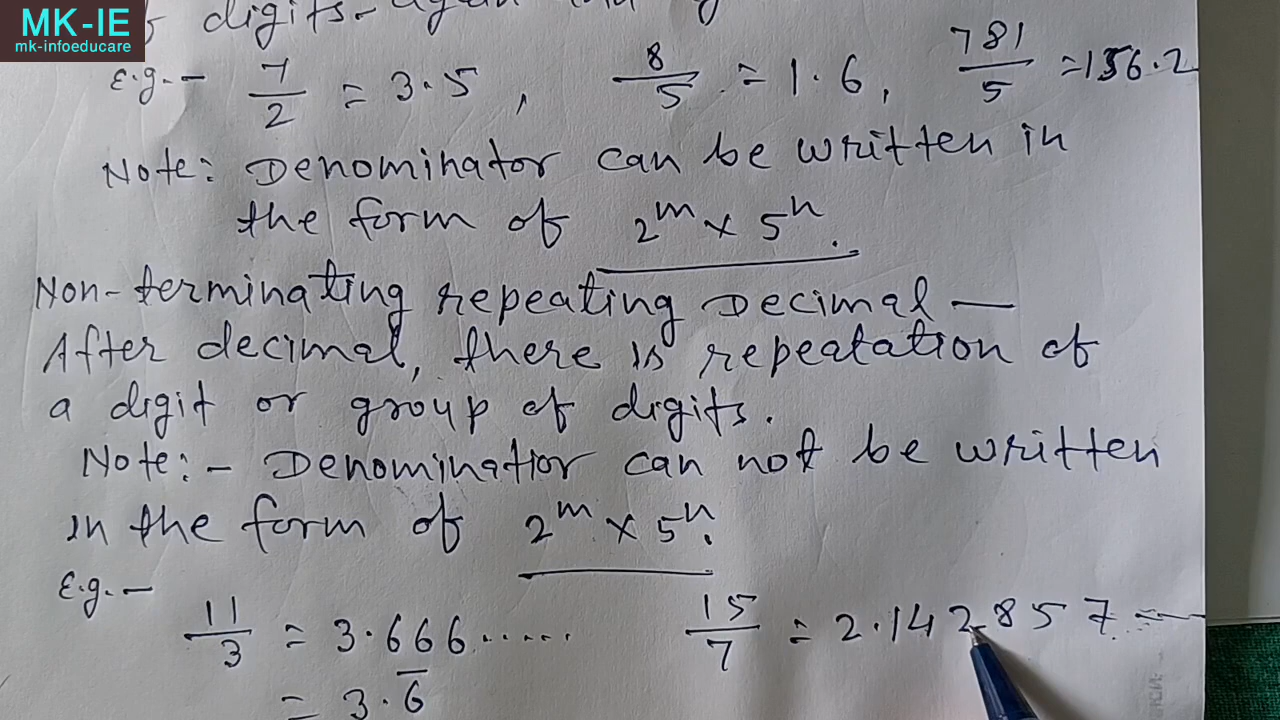 MK-IE
mk-infoeducare
digits. again
E.g.- 7/2 = 3.5, 8/5 = 1.6, 781/5 = 156.2
Note: Denominator can be written in
the form of 2^m x 5^n.
Non-terminating repeating Decimal —
After decimal, there is repeatation of
a digit or group of digits.
Note:- Denominatior can not be written
in the form of 2^m x 5^n.
E.g.-
11/3 = 3.666..... 15/7 = 2.142857 ----
= 3.6̅